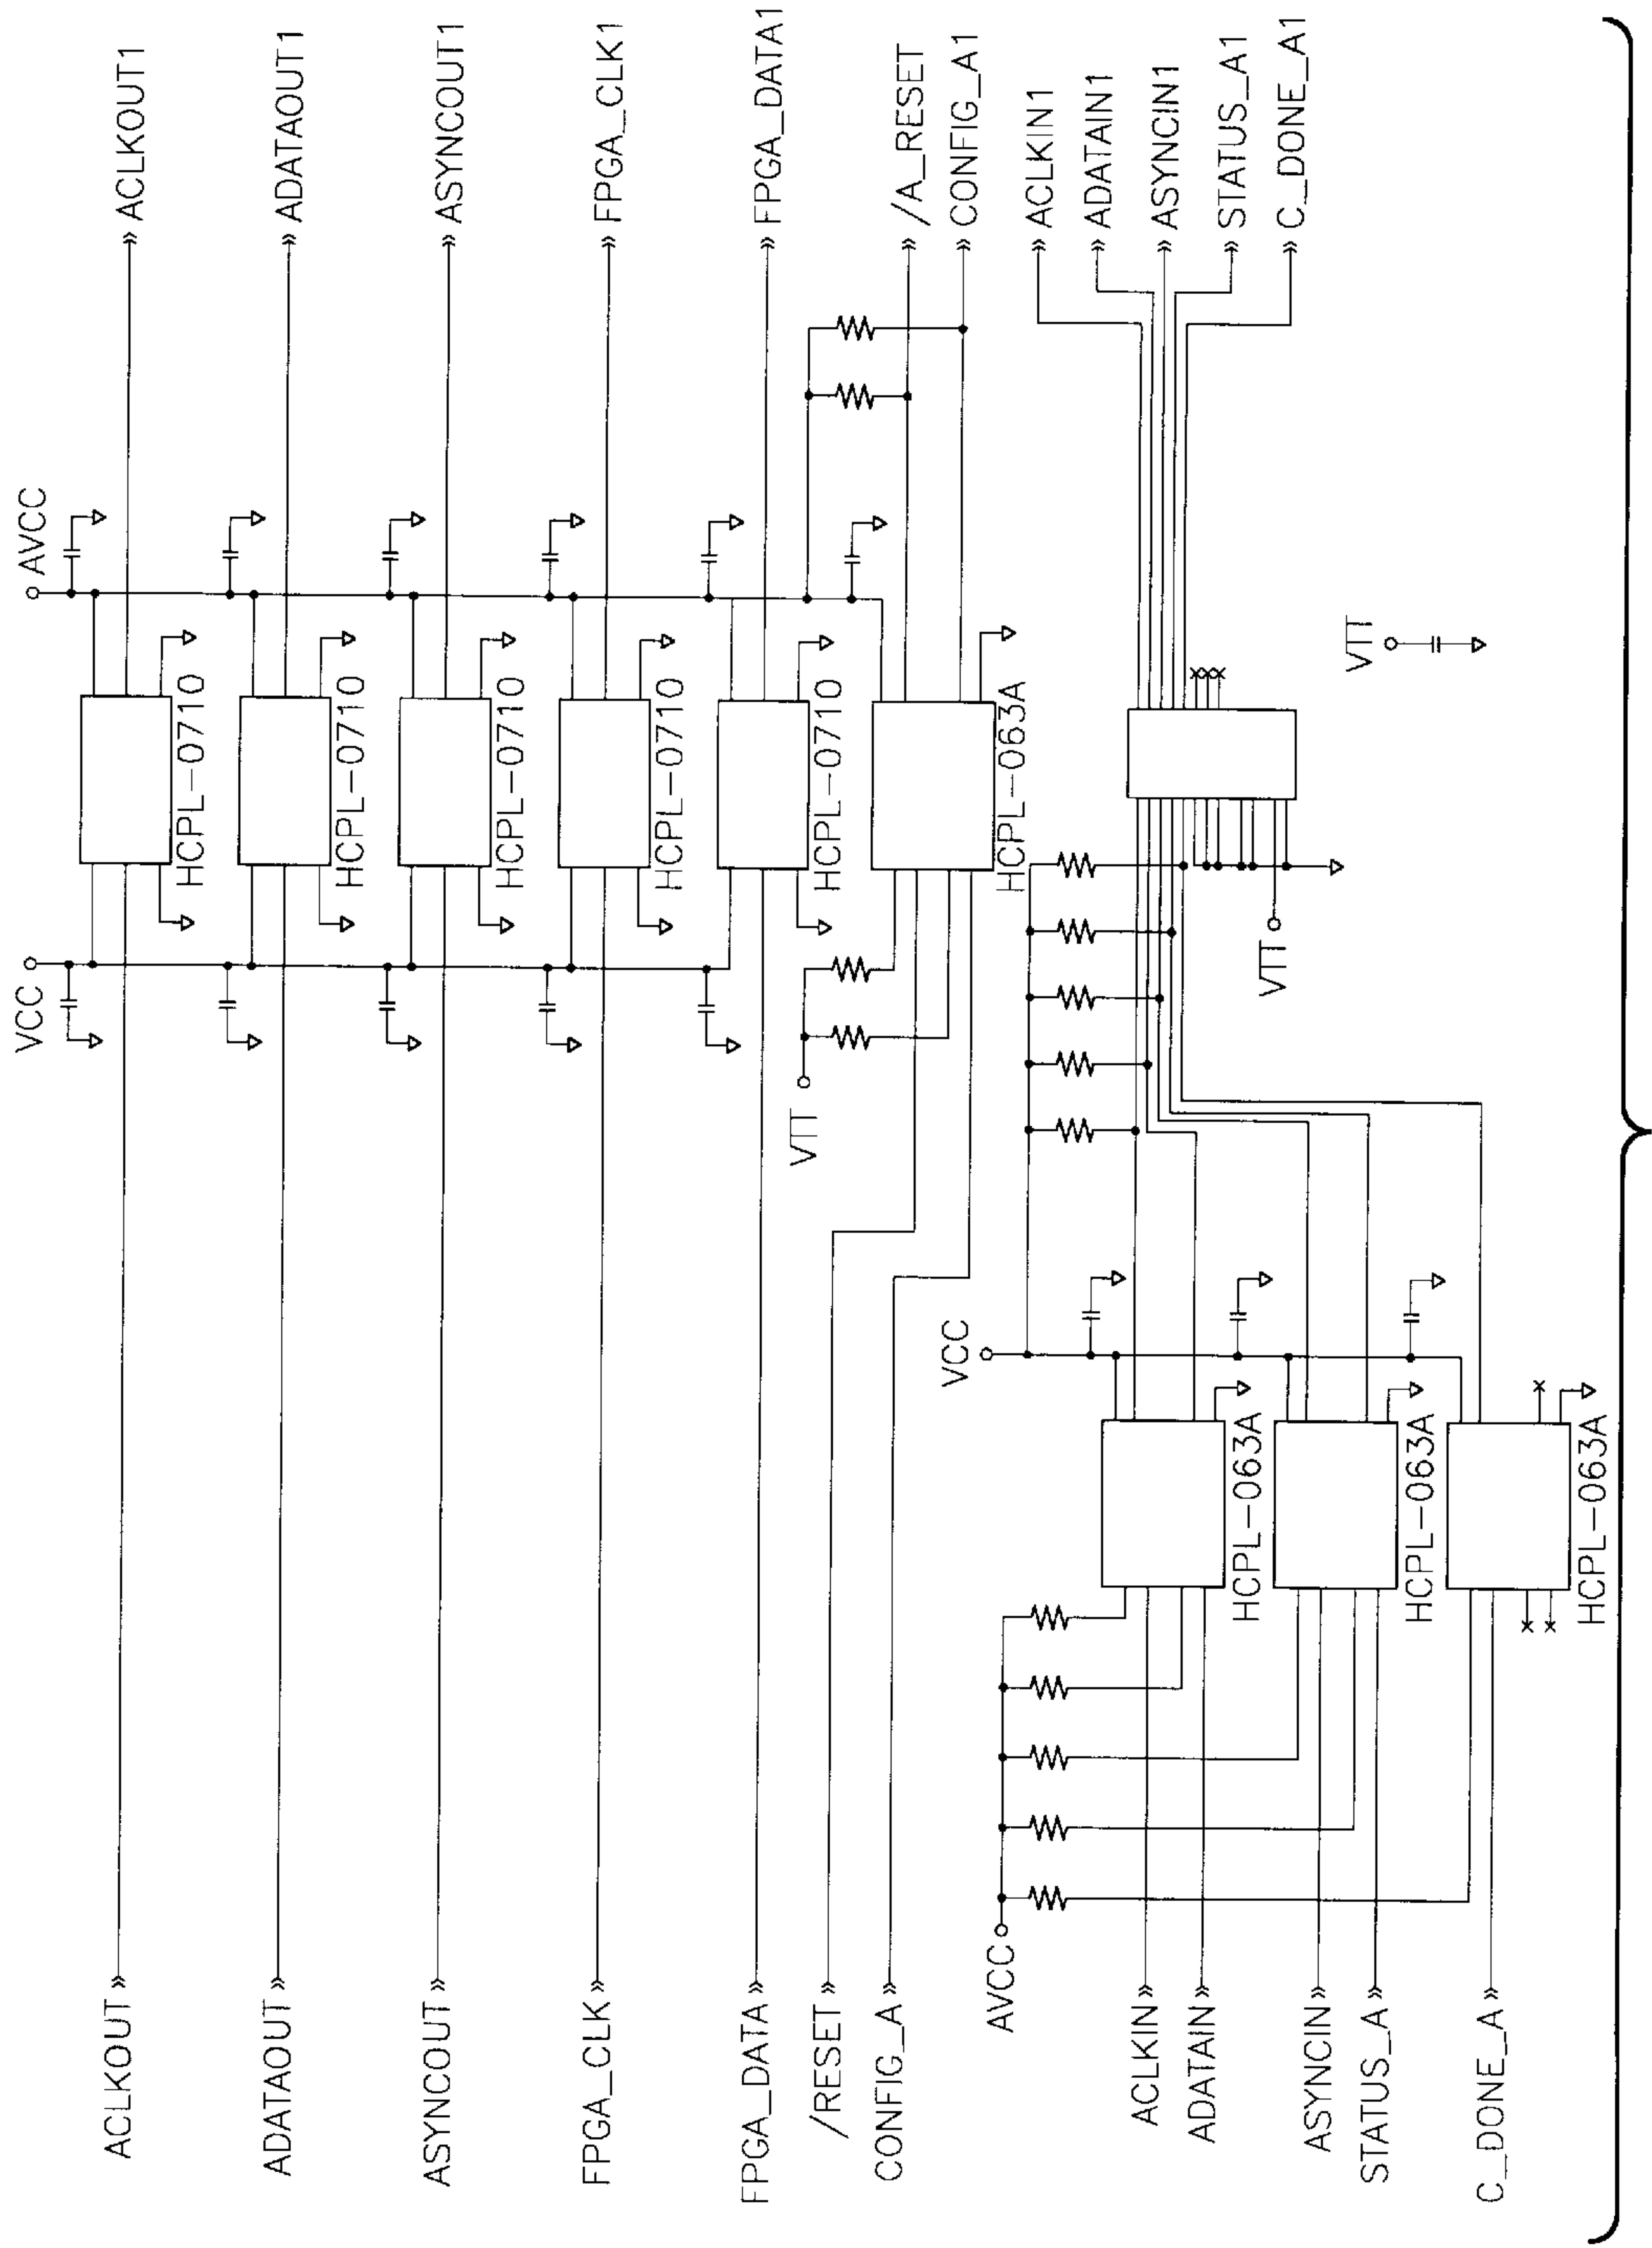 VCC
AVCC
ACLKOUT
HCPL-0710
ACLKOUT1
ADATAOUT
HCPL-0710
ADATAOUT1
ASYNCOUT
HCPL-0710
ASYNCOUT1
FPGA_CLK
HCPL-0710
FPGA_CLK1
FPGA_DATA
HCPL-0710
FPGA_DATA1
VTT
/RESET
/A_RESET
CONFIG_A
HCPL-063A
CONFIG_A1
VCC
AVCC
ACLKIN
ADATAIN
HCPL-063A
ASYNCIN
STATUS_A
HCPL-063A
C_DONE_A
HCPL-063A
VTT
ACLKIN1
ADATAIN1
ASYNCIN1
STATUS_A1
C_DONE_A1
VTT